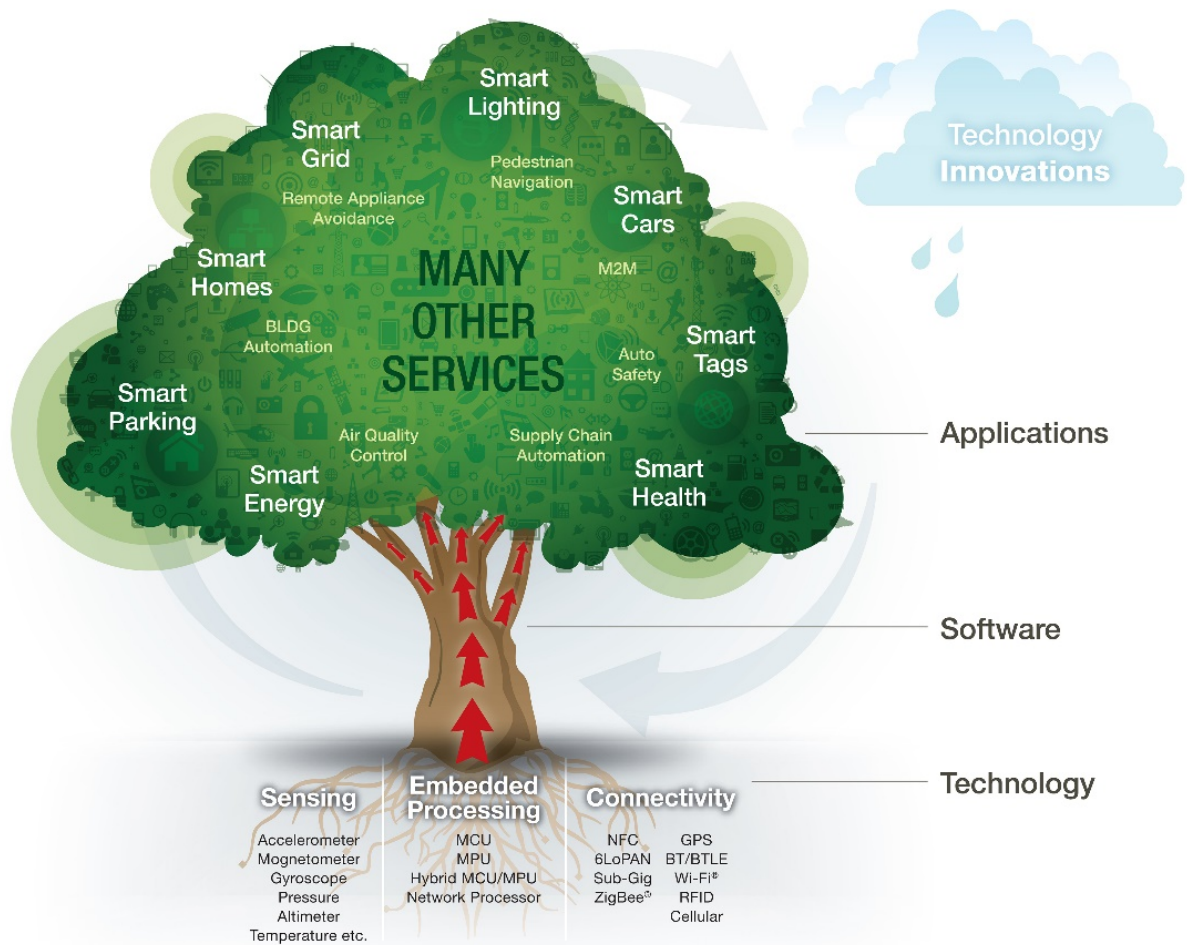 Smart
Lighting
Smart
Grid
Pedestrian
Navigation
Technology
Innovations
Remote Appliance
Avoidance
Smart
Cars
Smart
Homes
MANY
OTHER
SERVICES
M2M
BLDG
Automation
Auto
Safety
Smart
Tags
Smart
Parking
Air Quality
Control
Supply Chain
Automation
Smart
Energy
Smart
Health
Applications
Software
Technology
Sensing
Accelerometer
Mognetometer
Gyroscope
Pressure
Altimeter
Temperature etc.
Embedded
Processing
MCU
MPU
Hybrid MCU/MPU
Network Processor
Connectivity
NFC GPS
6LoPAN BT/BTLE
Sub-Gig Wi-Fi®
ZigBee® RFID
Cellular